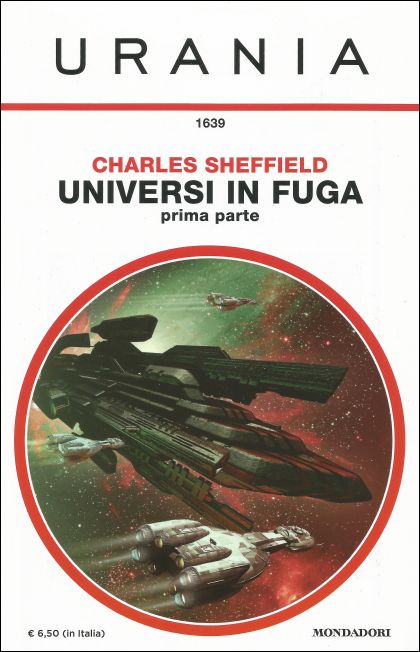 URANIA
1639
CHARLES SHEFFIELD
UNIVERSI IN FUGA
prima parte
€ 6,50 (in Italia)
MONDADORI